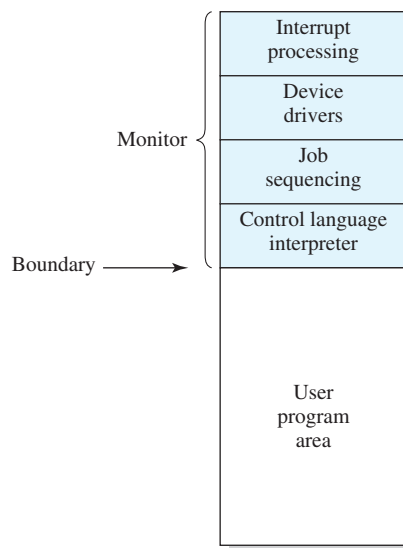 Interrupt
processing
Device
drivers
Monitor
Job
sequencing
Control language
interpreter
Boundary
User
program
area